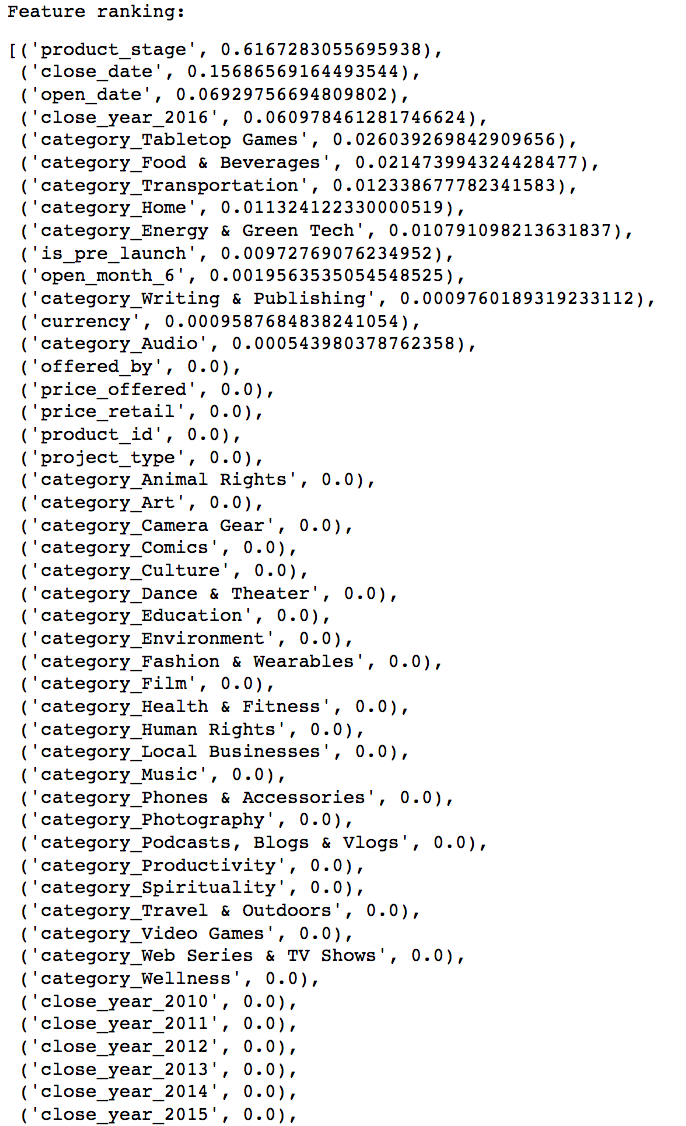 Feature ranking:
[('product_stage', 0.6167283055695938),
('close_date', 0.15686569164493544),
('open_date', 0.06929756694809802),
('close_year_2016', 0.060978461281746624),
('category_Tabletop Games', 0.026039269842909656),
('category_Food & Beverages', 0.021473994324428477),
('category_Transportation', 0.012338677782341583),
('category_Home', 0.011324122330000519),
('category_Energy & Green Tech', 0.010791098213631837),
('is_pre_launch', 0.00972769076234952),
('open_month_6', 0.0019563535054548525),
('category_Writing & Publishing', 0.0009760189319233112),
('currency', 0.0009587684838241054),
('category_Audio', 0.000543980378762358),
('offered_by', 0.0),
('price_offered', 0.0),
('price_retail', 0.0),
('product_id', 0.0),
('project_type', 0.0),
('category_Animal Rights', 0.0),
('category_Art', 0.0),
('category_Camera Gear', 0.0),
('category_Comics', 0.0),
('category_Culture', 0.0),
('category_Dance & Theater', 0.0),
('category_Education', 0.0),
('category_Environment', 0.0),
('category_Fashion & Wearables', 0.0),
('category_Film', 0.0),
('category_Health & Fitness', 0.0),
('category_Human Rights', 0.0),
('category_Local Businesses', 0.0),
('category_Music', 0.0),
('category_Phones & Accessories', 0.0),
('category_Photography', 0.0),
('category_Podcasts, Blogs & Vlogs', 0.0),
('category_Productivity', 0.0),
('category_Spirituality', 0.0),
('category_Travel & Outdoors', 0.0),
('category_Video Games', 0.0),
('category_Web Series & TV Shows', 0.0),
('category_Wellness', 0.0),
('close_year_2010', 0.0),
('close_year_2011', 0.0),
('close_year_2012', 0.0),
('close_year_2013', 0.0),
('close_year_2014', 0.0),
('close_year_2015', 0.0),